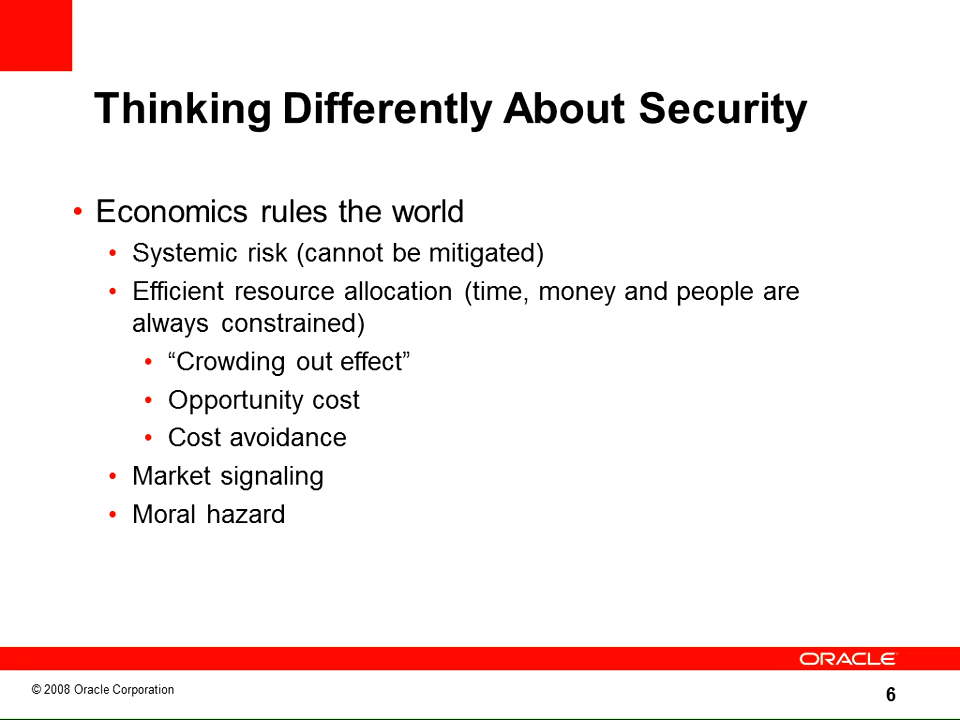 Thinking Differently About Security
• Economics rules the world
• Systemic risk (cannot be mitigated)
• Efficient resource allocation (time, money and people are
always constrained)
• “Crowding out effect”
• Opportunity cost
• Cost avoidance
• Market signaling
• Moral hazard
ORACLE
© 2008 Oracle Corporation
6